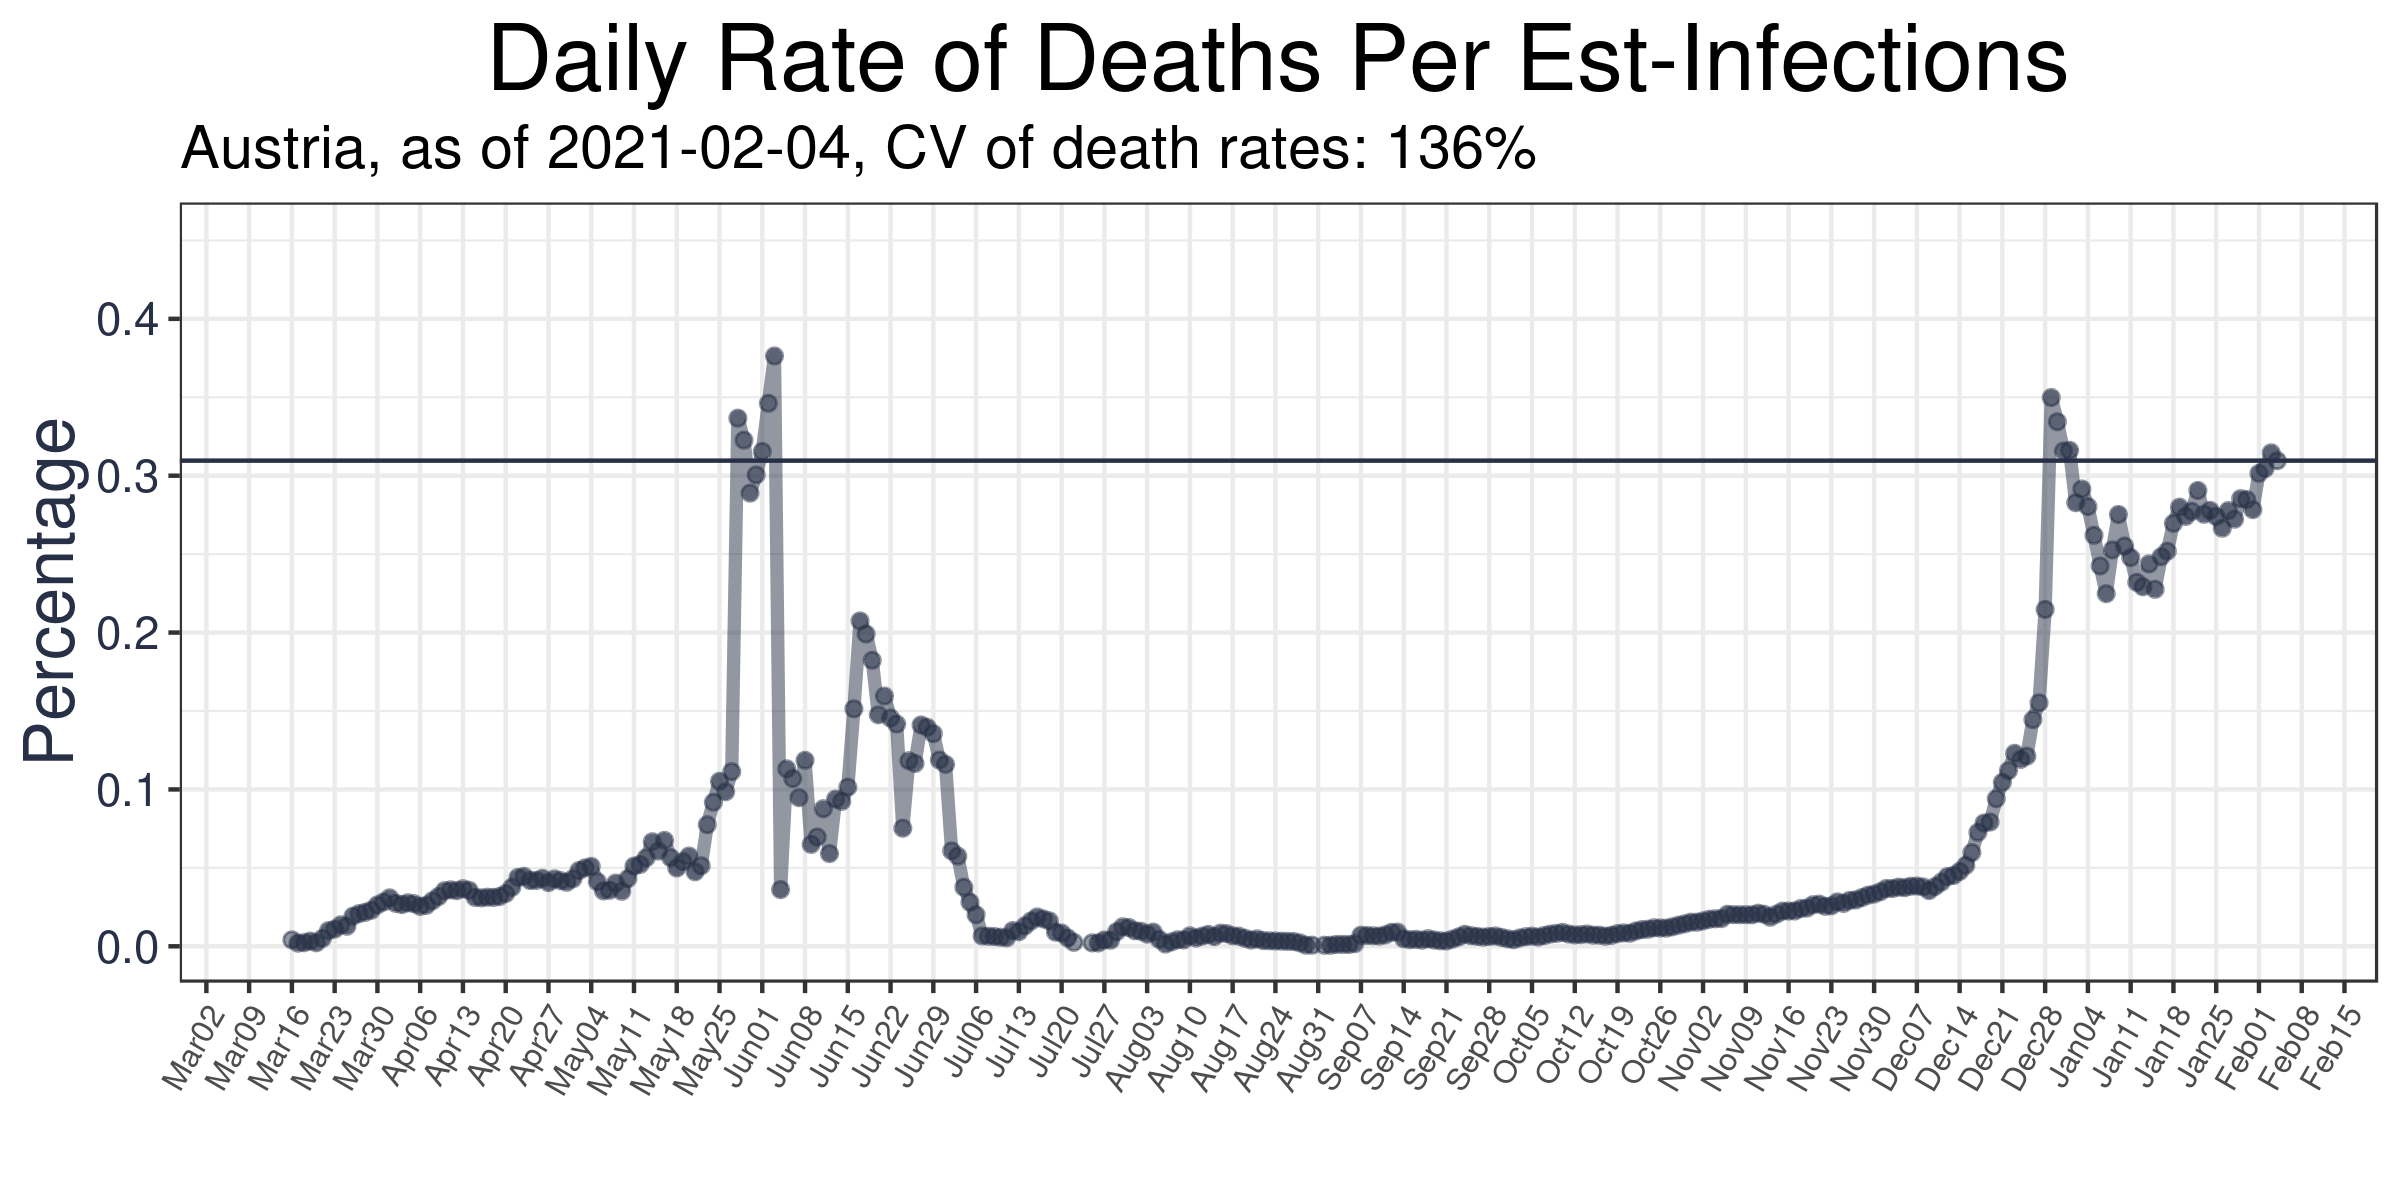 Daily Rate of Deaths Per Est-Infections
Austria, as of 2021-02-04, CV of death rates: 136%
Percentage
0.4
0.3
0.2
0.1
0.0
Mar02
Mar09
Mar16
Mar23
Mar30
Apr06
Apr13
Apr20
Apr27
May04
May11
May18
May25
Jun01
Jun08
Jun15
Jun22
Jun29
Jul06
Jul13
Jul20
Jul27
Aug03
Aug10
Aug17
Aug24
Aug31
Sep07
Sep14
Sep21
Sep28
Oct05
Oct12
Oct19
Oct26
Nov02
Nov09
Nov16
Nov23
Nov30
Dec07
Dec14
Dec21
Dec28
Jan04
Jan11
Jan18
Jan25
Feb01
Feb08
Feb15